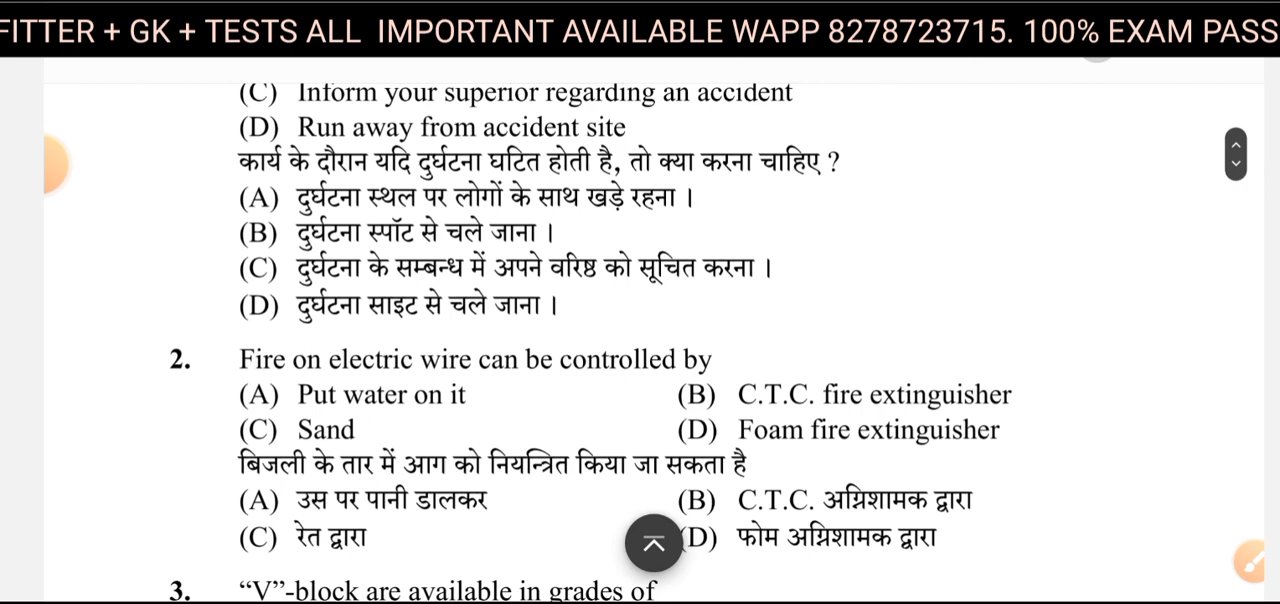 FITTER + GK + TESTS ALL IMPORTANT AVAILABLE WAPP 8278723715. 100% EXAM PASS
(C) Inform your superior regarding an accident
(D) Run away from accident site
कार्य के दौरान यदि दुर्घटना घटित होती है, तो क्या करना चाहिए ?
(A) दुर्घटना स्थल पर लोगों के साथ खड़े रहना ।
(B) दुर्घटना स्पॉट से चले जाना ।
(C) दुर्घटना के सम्बन्ध में अपने वरिष्ठ को सूचित करना ।
(D) दुर्घटना साइट से चले जाना ।
2. Fire on electric wire can be controlled by
(A) Put water on it (B) C.T.C. fire extinguisher
(C) Sand (D) Foam fire extinguisher
बिजली के तार में आग को नियन्त्रित किया जा सकता है
(A) उस पर पानी डालकर (B) C.T.C. अग्निशामक द्वारा
(C) रेत द्वारा (D) फोम अग्निशामक द्वारा
3. “V”-block are available in grades of